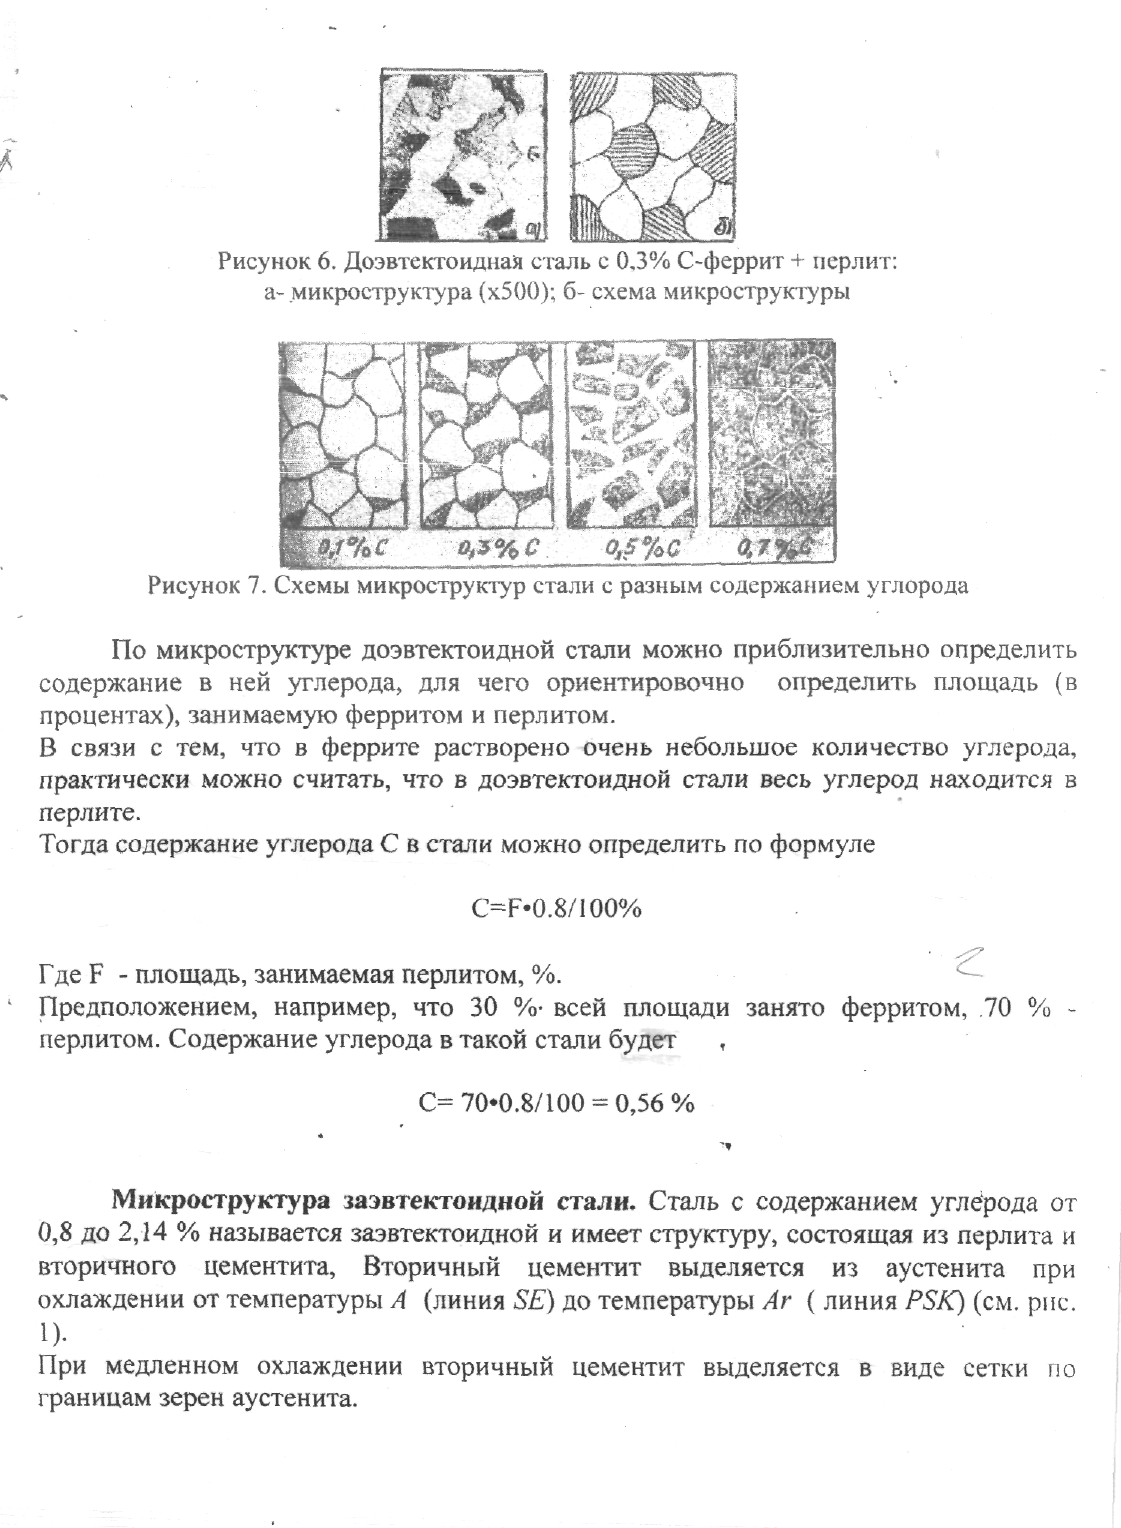 б
а)
б)
Рисунок 6. Доэвтектоидная сталь с 0,3% С-феррит + перлит:
а- микроструктура (х500); б- схема микроструктуры
0,1%С
0,3% С
0,5%С
0,7%С
Рисунок 7. Схемы микроструктур стали с разным содержанием углорода
По микроструктуре доэвтектоидной стали можно приблизительно определить
содержание в ней углерода, для чего ориентировочно определить площадь (в
процентах), занимаемую ферритом и перлитом.
В связи с тем, что в феррите растворено очень небольшое количество углерода,
практически можно считать, что в доэвтектоидной стали весь углерод находится в
перлите.
Тогда содержание углерода С в стали можно определить по формуле
C=F•0.8/100%
Где F - площадь, занимаемая перлитом, %.
Предположением, например, что 30 % всей площади занято ферритом, 70 % -
перлитом. Содержание углерода в такой стали будет
C= 70•0.8/100 = 0,56 %
Микроструктура заэвтектоидной стали. Сталь с содержанием углерода от
0,8 до 2,14 % называется заэвтектоидной и имеет структуру, состоящая из перлита и
вторичного цементита, Вторичный цементит выделяется из аустенита при
охлаждении от температуры A (линия SE) до температуры Ar ( линия PSK) (см. рис.
1).
При медленном охлаждении вторичный цементит выделяется в виде сетки по
границам зерен аустенита.